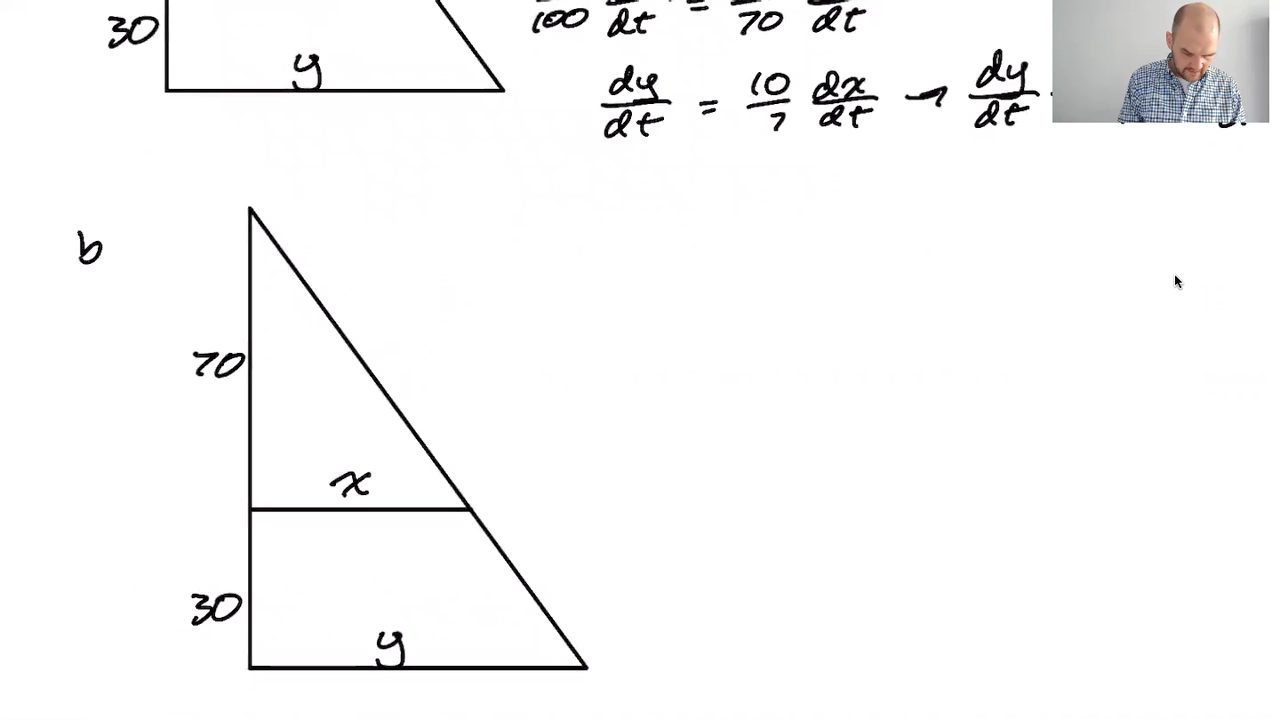 30
y
100 dt = 70 dt
dy/dt = 10/7 dx/dt → dy/dt
b
70
x
30
y